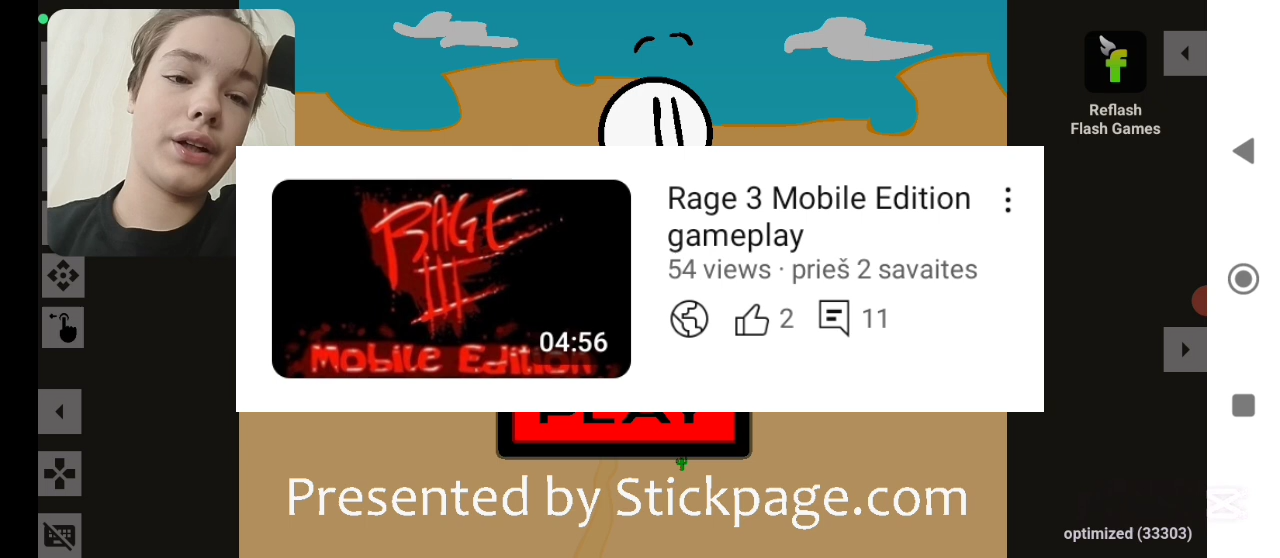 Reflash
Flash Games
RAGE
III
Mobile Edition
04:56
Rage 3 Mobile Edition
gameplay
54 views · prieš 2 savaites
2
11
PLAY
Presented by Stickpage.com
optimized (33303)